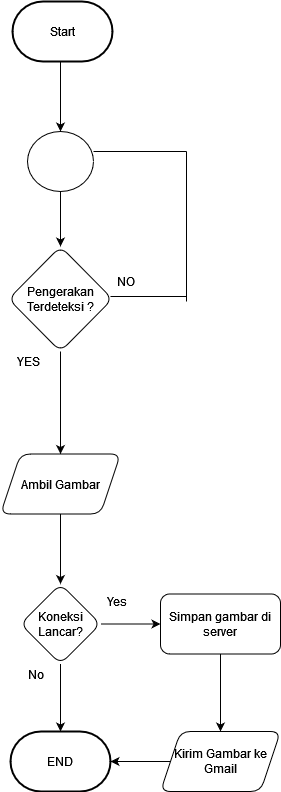 Start
Pengerakan
Terdeteksi ?
NO
YES
Ambil Gambar
Koneksi
Lancar?
Yes
Simpan gambar di
server
No
Kirim Gambar ke
Gmail
END